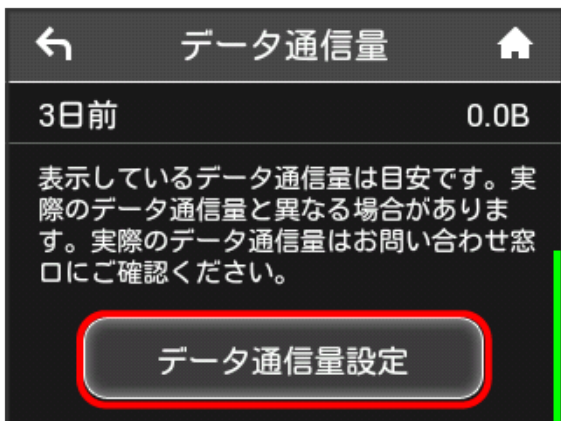 データ通信量
3日前 0.0B
表示しているデータ通信量は目安です。実
際のデータ通信量と異なる場合がありま
す。実際のデータ通信量はお問い合わせ窓
口にご確認ください。
データ通信量設定